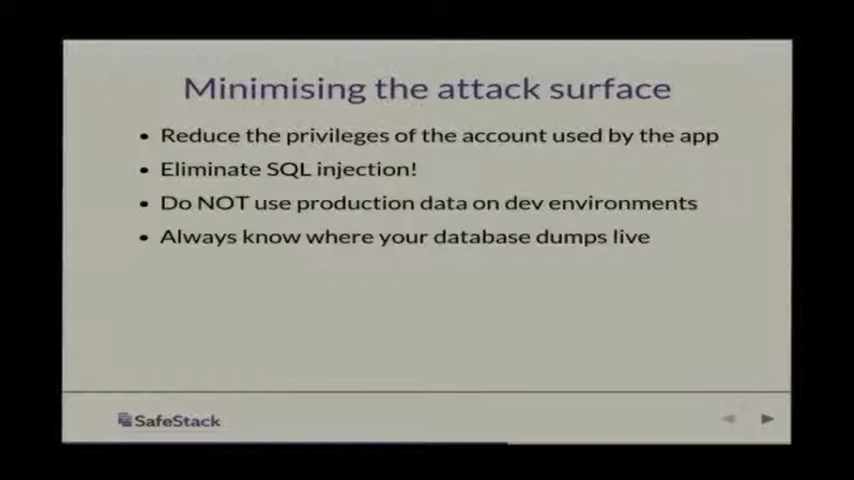 Minimising the attack surface
Reduce the privileges of the account used by the app
Eliminate SQL injection!
Do NOT use production data on dev environments
Always know where your database dumps live
SafeStack